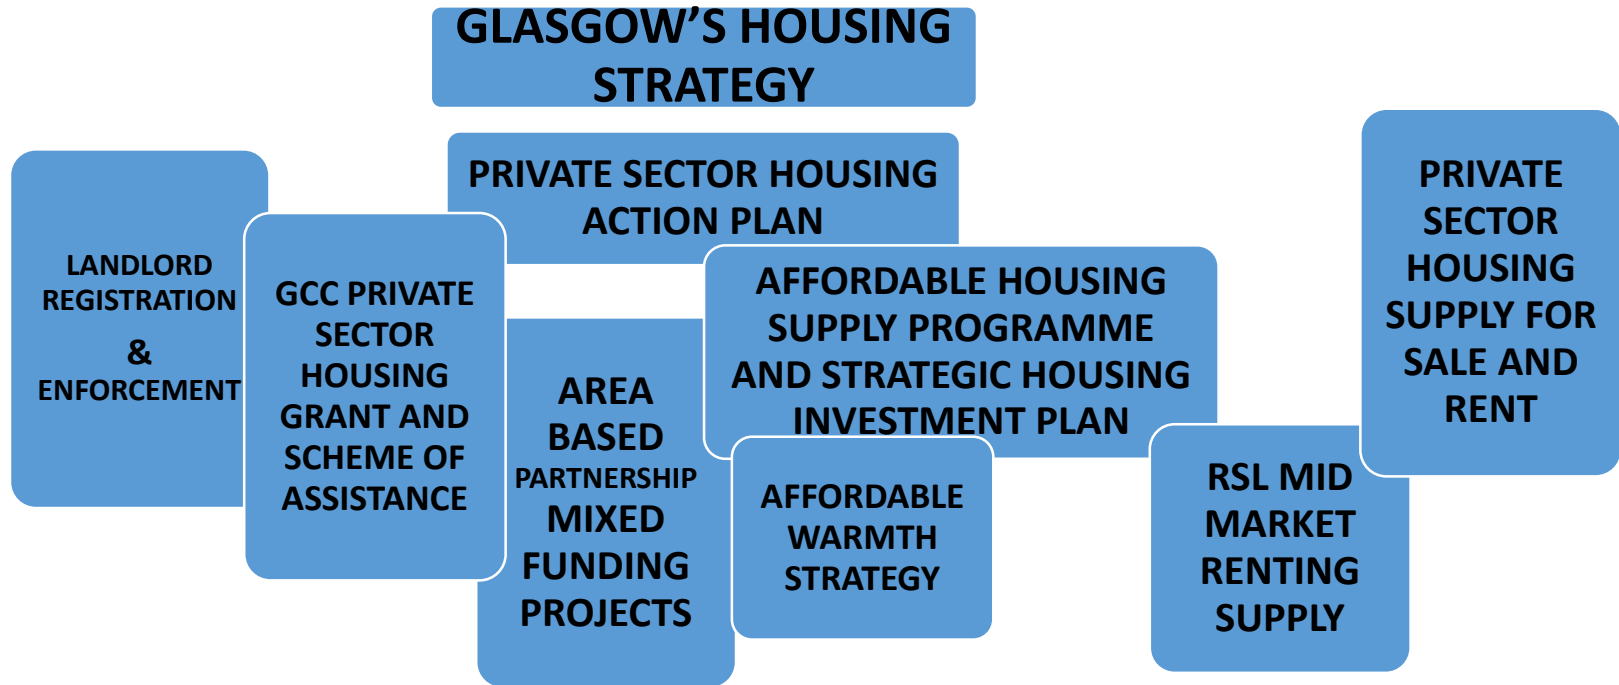 GLASGOW’S HOUSING
STRATEGY
PRIVATE SECTOR HOUSING
ACTION PLAN
LANDLORD
REGISTRATION
&
ENFORCEMENT
GCC PRIVATE
SECTOR
HOUSING
GRANT AND
SCHEME OF
ASSISTANCE
AREA
BASED
PARTNERSHIP
MIXED
FUNDING
PROJECTS
AFFORDABLE HOUSING
SUPPLY PROGRAMME
AND STRATEGIC HOUSING
INVESTMENT PLAN
AFFORDABLE
WARMTH
STRATEGY
RSL MID
MARKET
RENTING
SUPPLY
PRIVATE
SECTOR
HOUSING
SUPPLY FOR
SALE AND
RENT